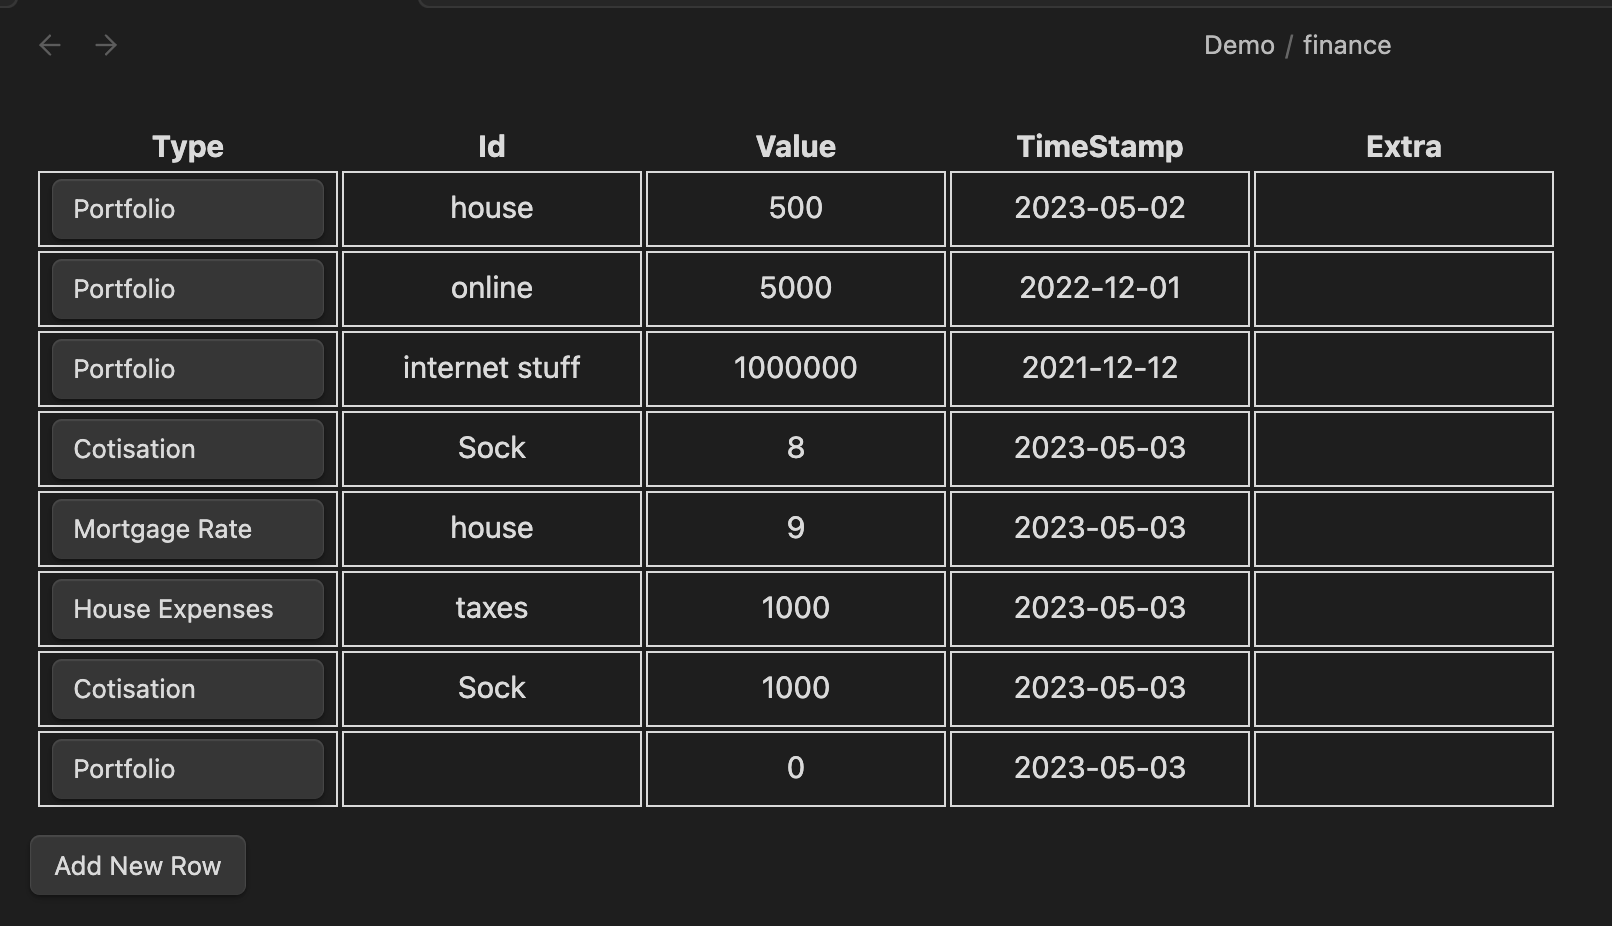 Demo / finance
Type Id Value TimeStamp Extra
Portfolio house 500 2023-05-02
Portfolio online 5000 2022-12-01
Portfolio internet stuff 1000000 2021-12-12
Cotisation Sock 8 2023-05-03
Mortgage Rate house 9 2023-05-03
House Expenses taxes 1000 2023-05-03
Cotisation Sock 1000 2023-05-03
Portfolio 0 2023-05-03
Add New Row